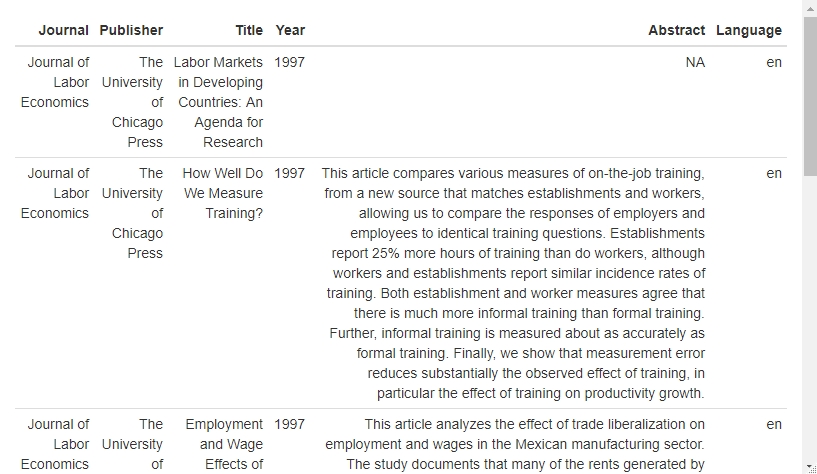 Journal Publisher Title Year Abstract Language
Journal of The Labor Markets 1997 NA en
Labor University in Developing
Economics of Countries: An
Chicago Agenda for
Press Research
Journal of The How Well Do 1997 This article compares various measures of on-the-job training, en
Labor University We Measure from a new source that matches establishments and workers,
Economics of Training? allowing us to compare the responses of employers and
Chicago employees to identical training questions. Establishments
Press report 25% more hours of training than do workers, although
workers and establishments report similar incidence rates of
training. Both establishment and worker measures agree that
there is much more informal training than formal training.
Further, informal training is measured about as accurately as
formal training. Finally, we show that measurement error
reduces substantially the observed effect of training, in
particular the effect of training on productivity growth.
Journal of The Employment 1997 This article analyzes the effect of trade liberalization on en
Labor University and Wage employment and wages in the Mexican manufacturing sector.
Economics of Effects of The study documents that many of the rents generated by